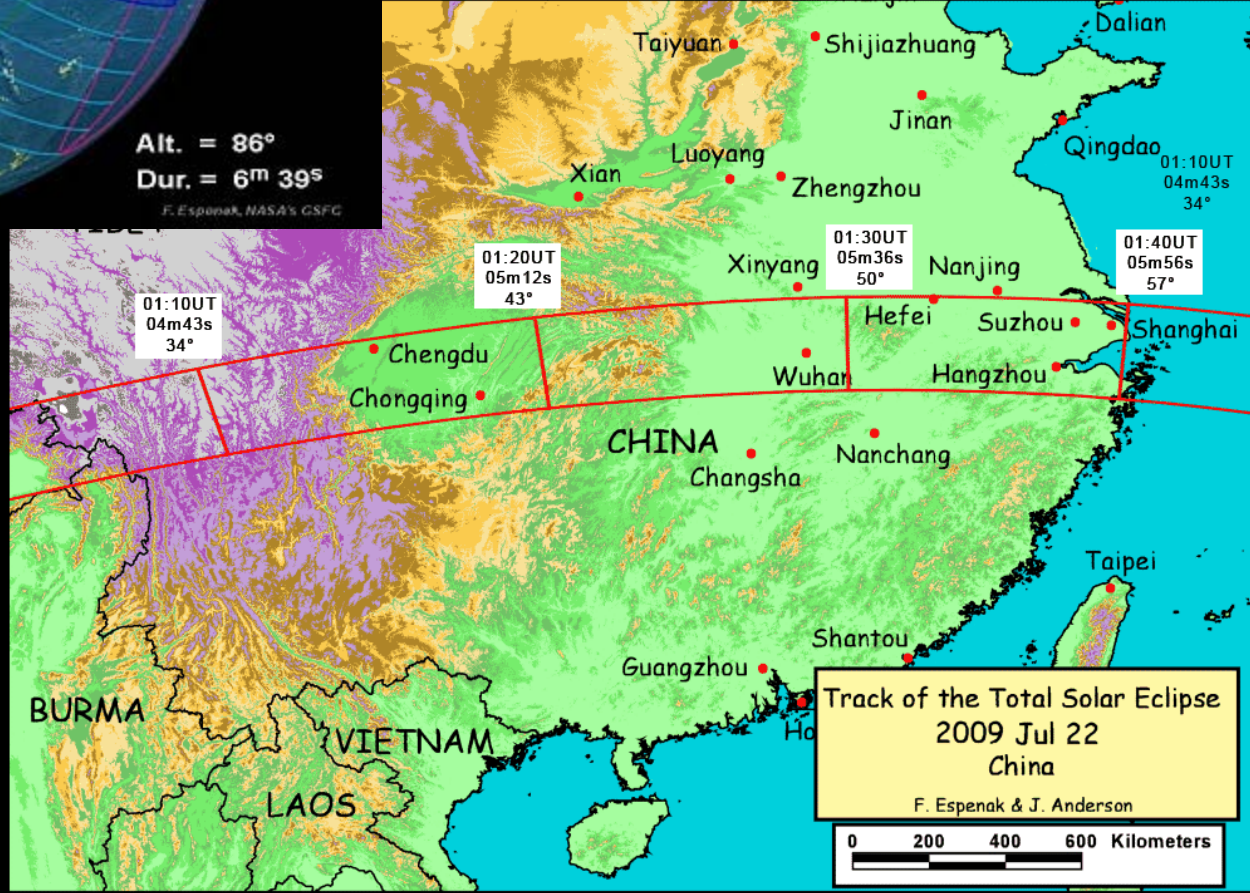 Alt. = 86°
Dur. = 6m 39s
F. Espenak, NASA's GSFC
Dalian
Taiyuan
Shijiazhuang
Jinan
Qingdao
01:10UT
04m43s
34°
Luoyang
Xian
Zhengzhou
01:20UT
05m12s
43°
01:30UT
05m36s
50°
01:40UT
05m56s
57°
Xinyang
Nanjing
01:10UT
04m43s
34°
Hefei
Suzhou
Shanghai
Chengdu
Wuhan
Hangzhou
Chongqing
CHINA
Nanchang
Changsha
Taipei
Shantou
Guangzhou
BURMA
VIETNAM
Ho
LAOS
Track of the Total Solar Eclipse
2009 Jul 22
China
F. Espenak & J. Anderson
0 200 400 600 Kilometers